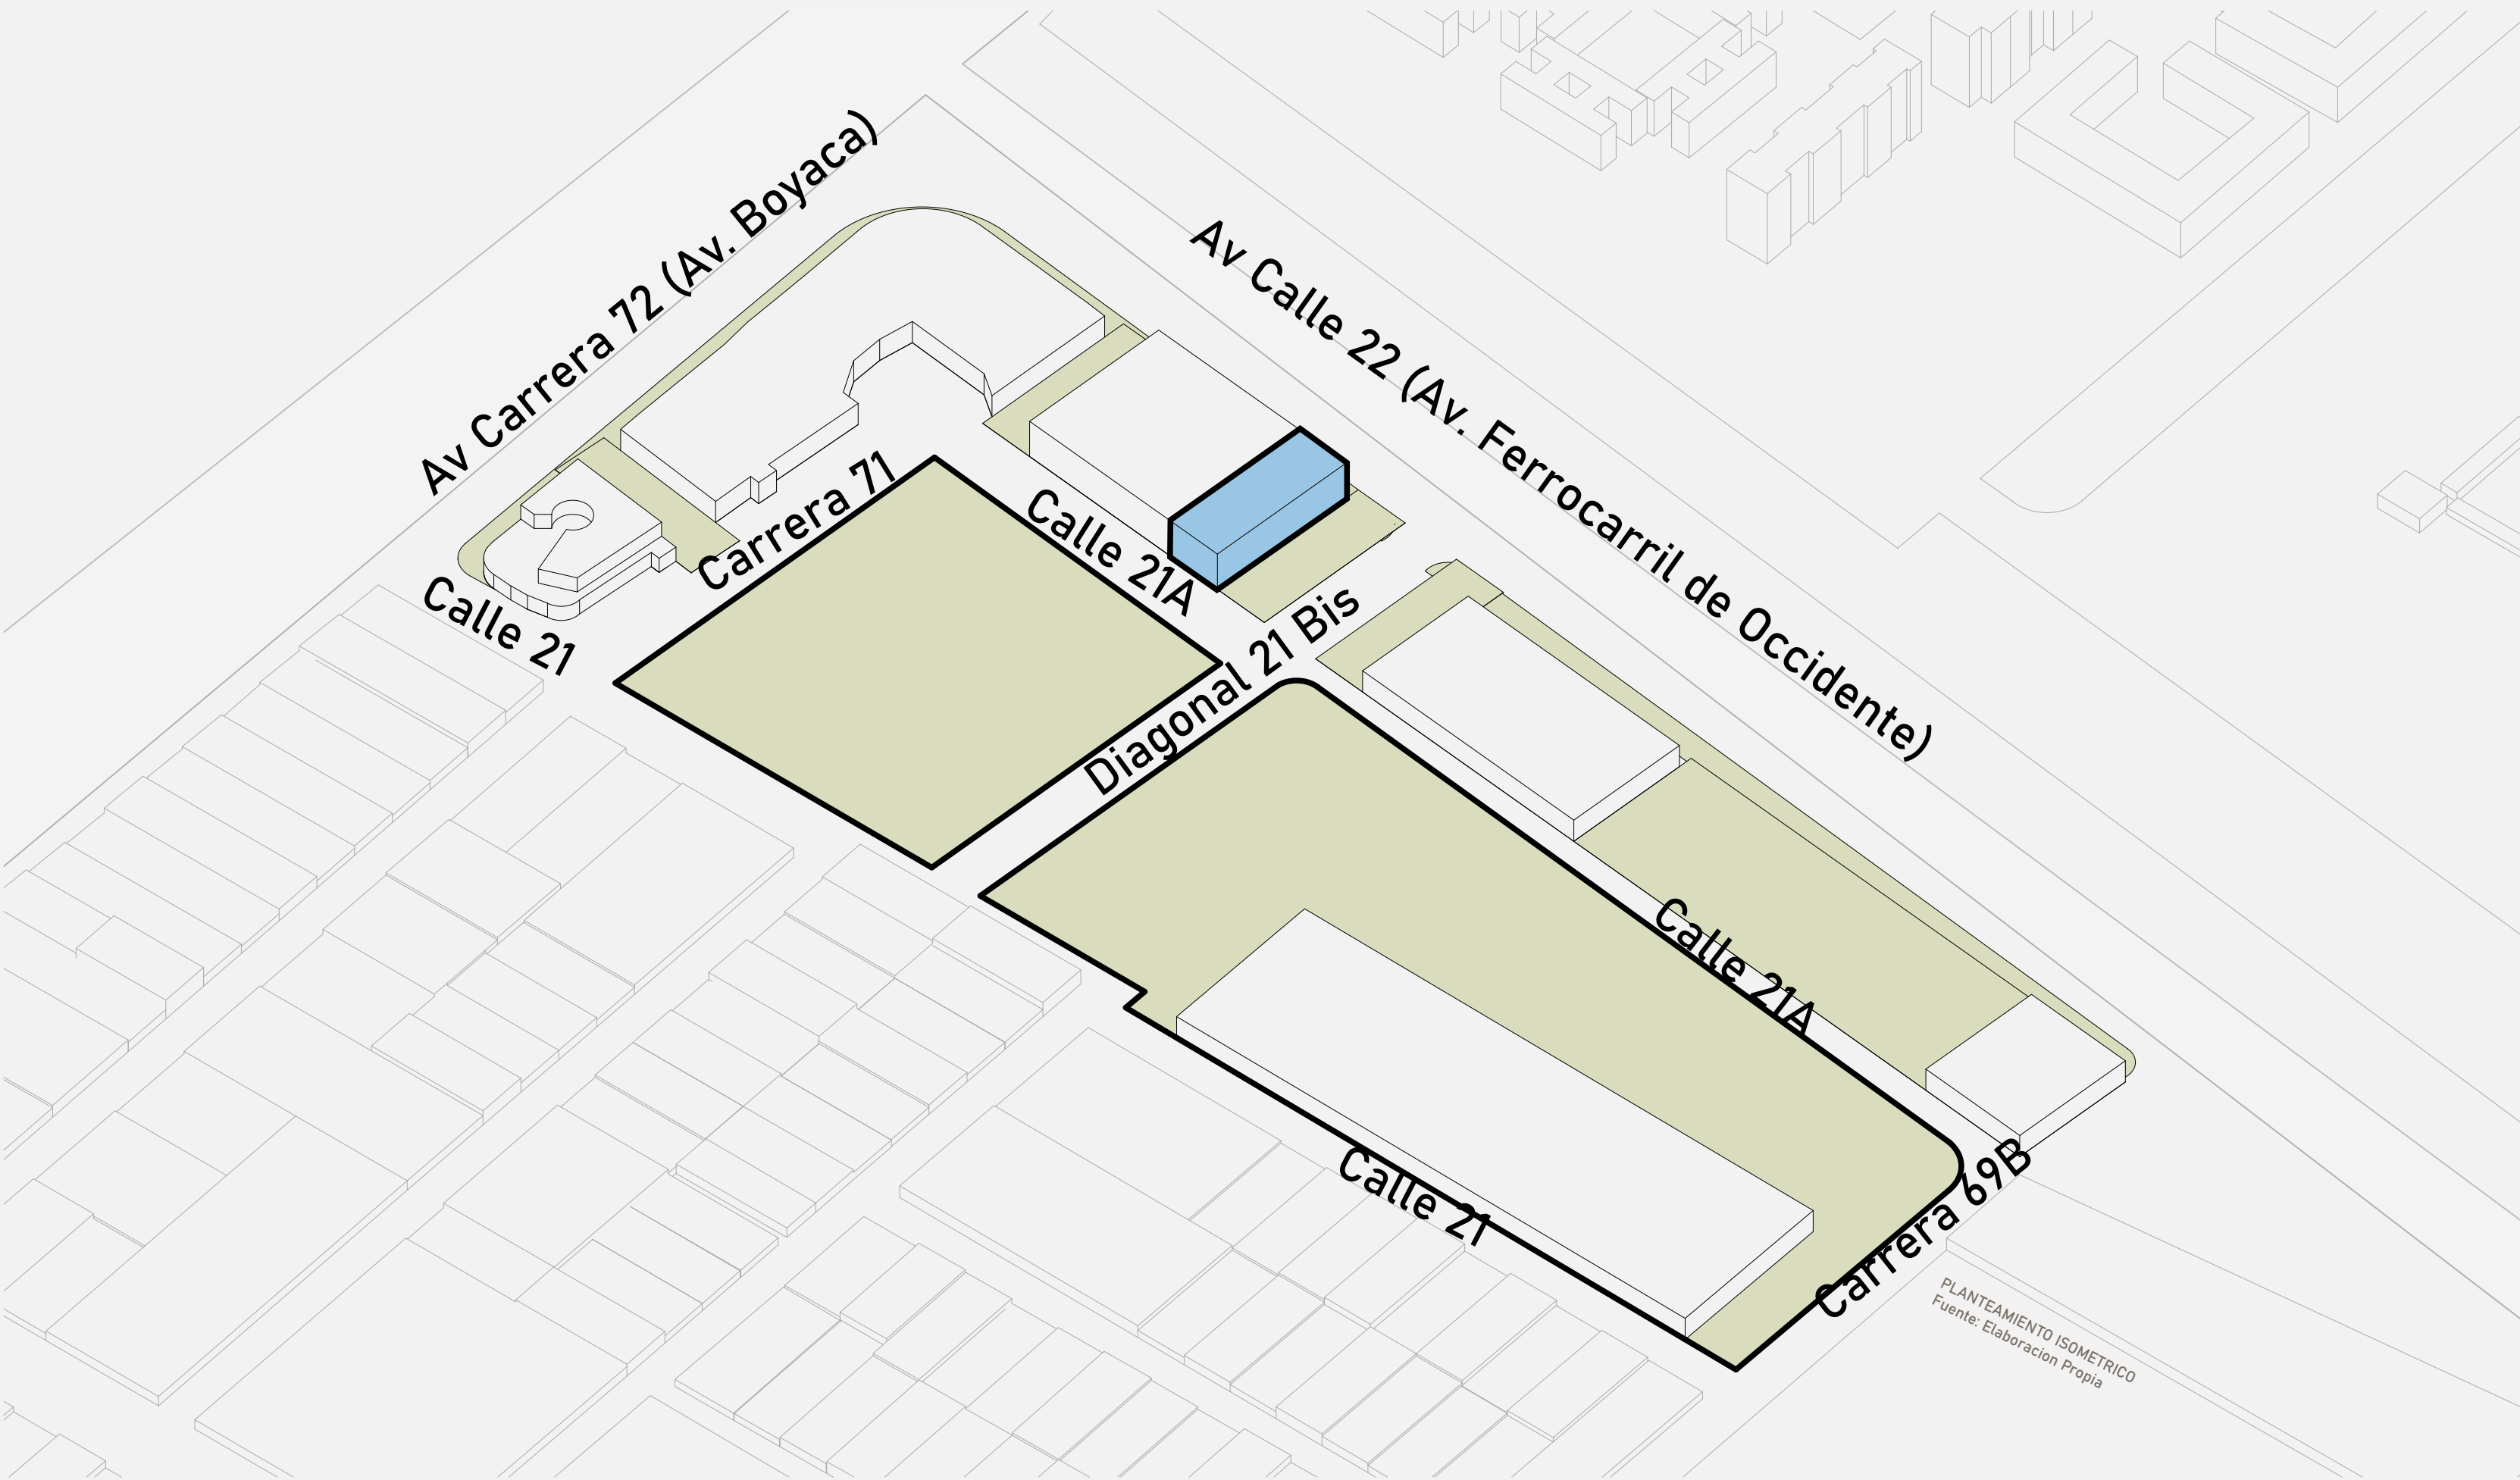 Av Carrera 72 (Av. Boyaca)
Av Calle 22 (Av. Ferrocarril de Occidente)
Carrera 71
Calle 21A
Calle 21
Diagonal 21 Bis
Calle 21A
Calle 21
Carrera 69B
PLANTEAMIENTO ISOMETRICO
Fuente: Elaboracion Propia